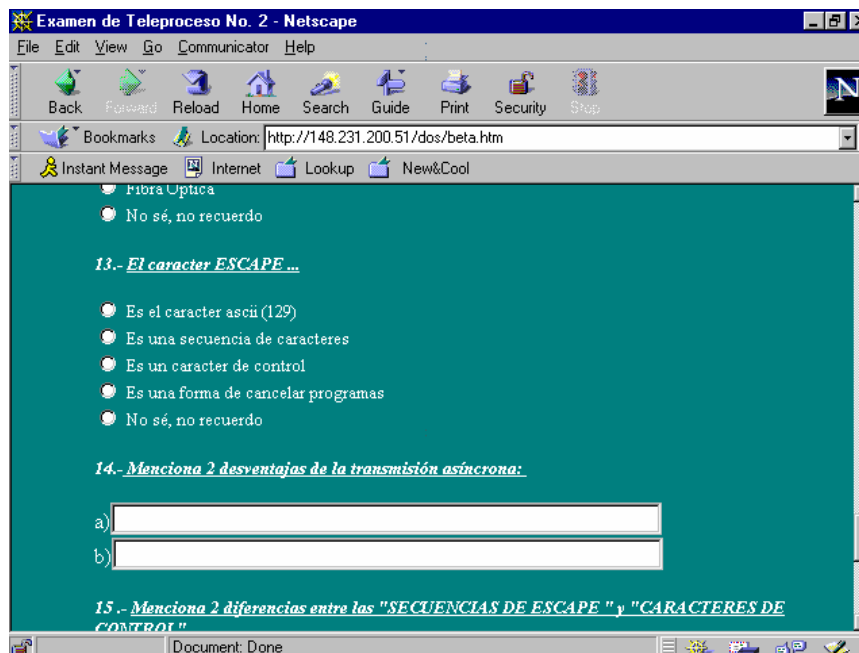 Examen de Teleproceso No. 2 - Netscape
File Edit View Go Communicator Help
Back Forward Reload Home Search Guide Print Security Stop
N
Bookmarks Location: http://148.231.200.51/dos/beta.htm
Instant Message Internet Lookup New&Cool
Fibra Optica
No sé, no recuerdo
13.- El caracter ESCAPE ...
Es el caracter ascii (129)
Es una secuencia de caracteres
Es un caracter de control
Es una forma de cancelar programas
No sé, no recuerdo
14.- Menciona 2 desventajas de la transmisión asíncrona:
a)
b)
15 .- Menciona 2 diferencias entre las "SECUENCIAS DE ESCAPE " y "CARACTERES DE
CONTROL"
Document: Done